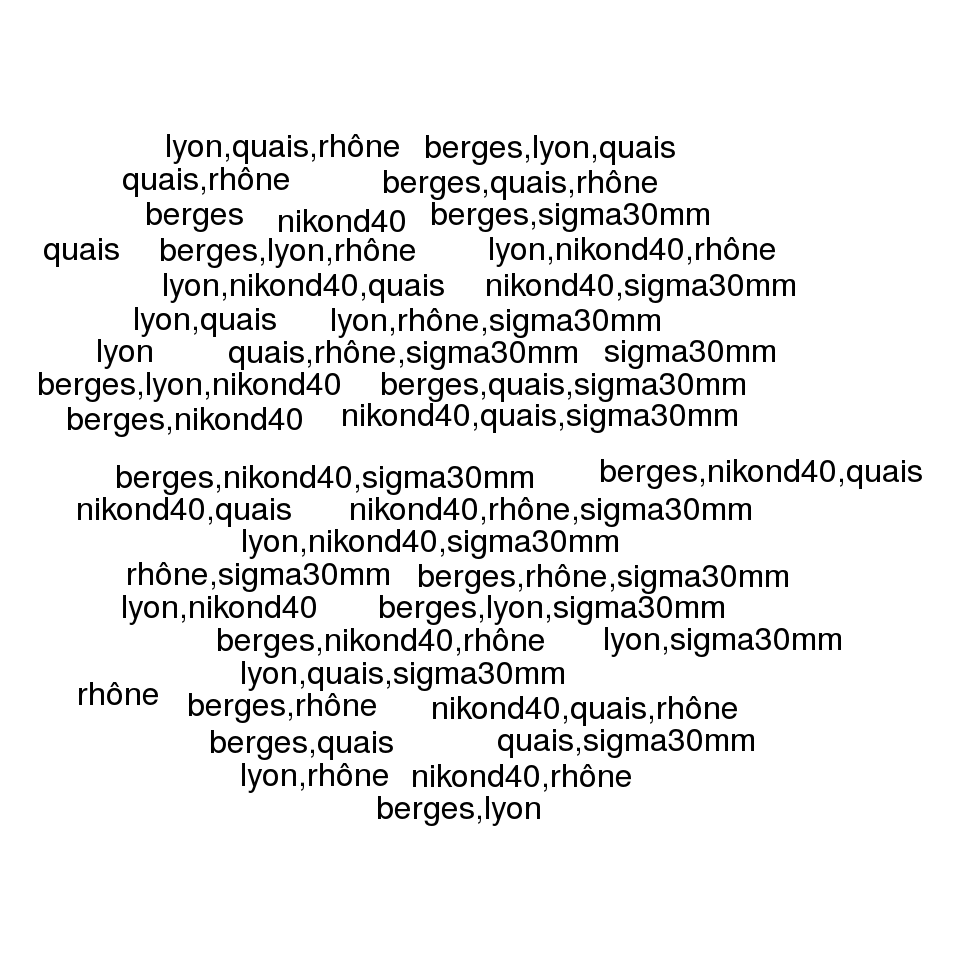 lyon,quais,rhône berges,lyon,quais
quais,rhône berges,quais,rhône
berges nikond40 berges,sigma30mm
quais berges,lyon,rhône lyon,nikond40,rhône
lyon,nikond40,quais nikond40,sigma30mm
lyon,quais lyon,rhône,sigma30mm
lyon quais,rhône,sigma30mm sigma30mm
berges,lyon,nikond40 berges,quais,sigma30mm
berges,nikond40 nikond40,quais,sigma30mm
berges,nikond40,sigma30mm berges,nikond40,quais
nikond40,quais nikond40,rhône,sigma30mm
lyon,nikond40,sigma30mm
rhône,sigma30mm berges,rhône,sigma30mm
lyon,nikond40 berges,lyon,sigma30mm
berges,nikond40,rhône lyon,sigma30mm
lyon,quais,sigma30mm
rhône berges,rhône nikond40,quais,rhône
berges,quais quais,sigma30mm
lyon,rhône nikond40,rhône
berges,lyon